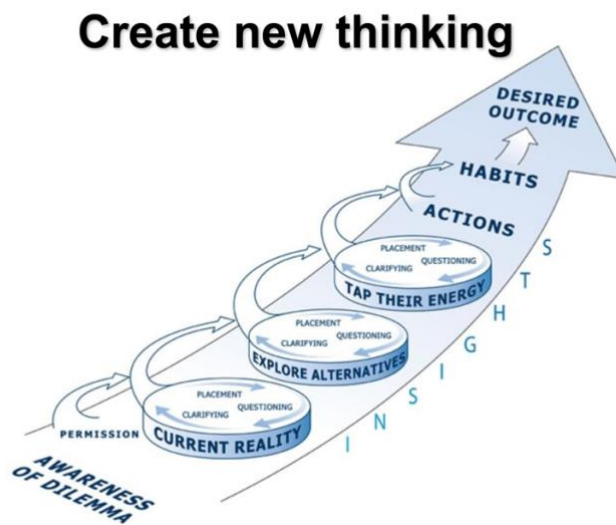 Create new thinking
DESIRED
OUTCOME
HABITS
ACTIONS
PLACEMENT
QUESTIONING
CLARIFYING
TAP THEIR ENERGY
PLACEMENT
QUESTIONING
CLARIFYING
EXPLORE ALTERNATIVES
PLACEMENT
QUESTIONING
CLARIFYING
CURRENT REALITY
PERMISSION
AWARENESS
OF DILEMMA
INSIGHTS